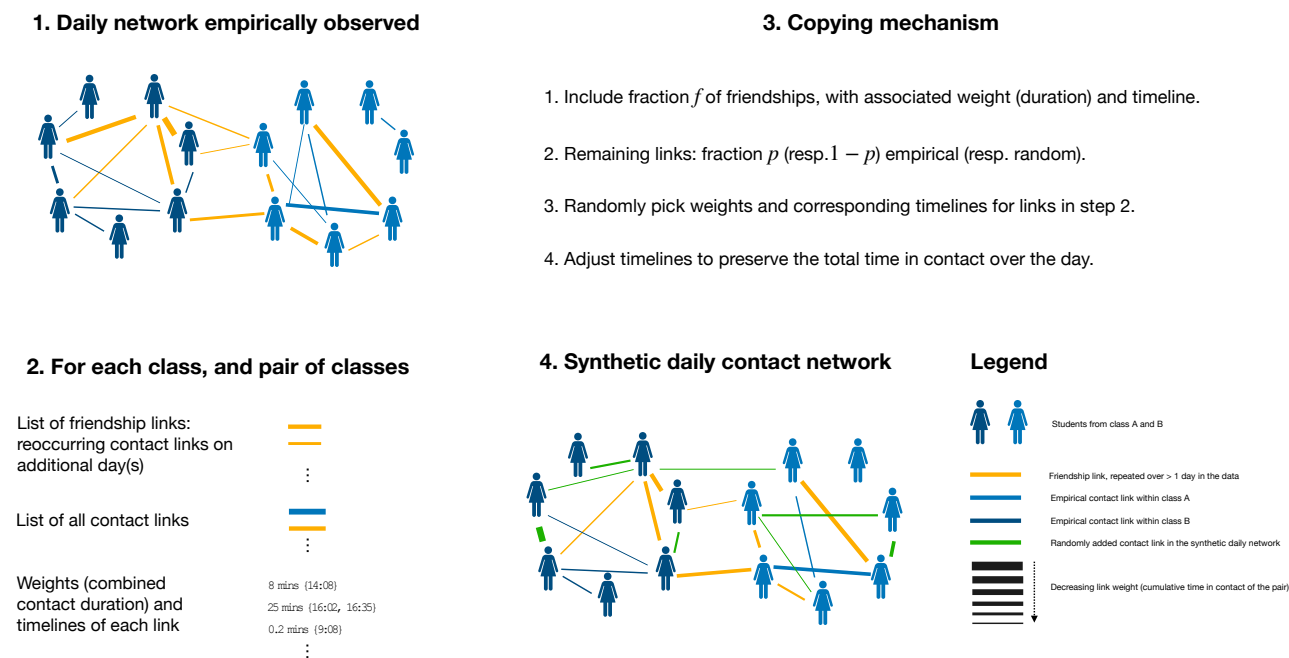 1. Daily network empirically observed
3. Copying mechanism
1. Include fraction f of friendships, with associated weight (duration) and timeline.
2. Remaining links: fraction p (resp.1 − p) empirical (resp. random).
3. Randomly pick weights and corresponding timelines for links in step 2.
4. Adjust timelines to preserve the total time in contact over the day.
2. For each class, and pair of classes
List of friendship links:
reoccurring contact links on
additional day(s)
⋮
List of all contact links
⋮
Weights (combined
contact duration) and
timelines of each link
8 mins {14:08}
25 mins {16:02, 16:35}
0.2 mins {9:08}
⋮
4. Synthetic daily contact network
Legend
Students from class A and B
Friendship link, repeated over > 1 day in the data
Empirical contact link within class A
Empirical contact link within class B
Randomly added contact link in the synthetic daily network
Decreasing link weight (cumulative time in contact of the pair)